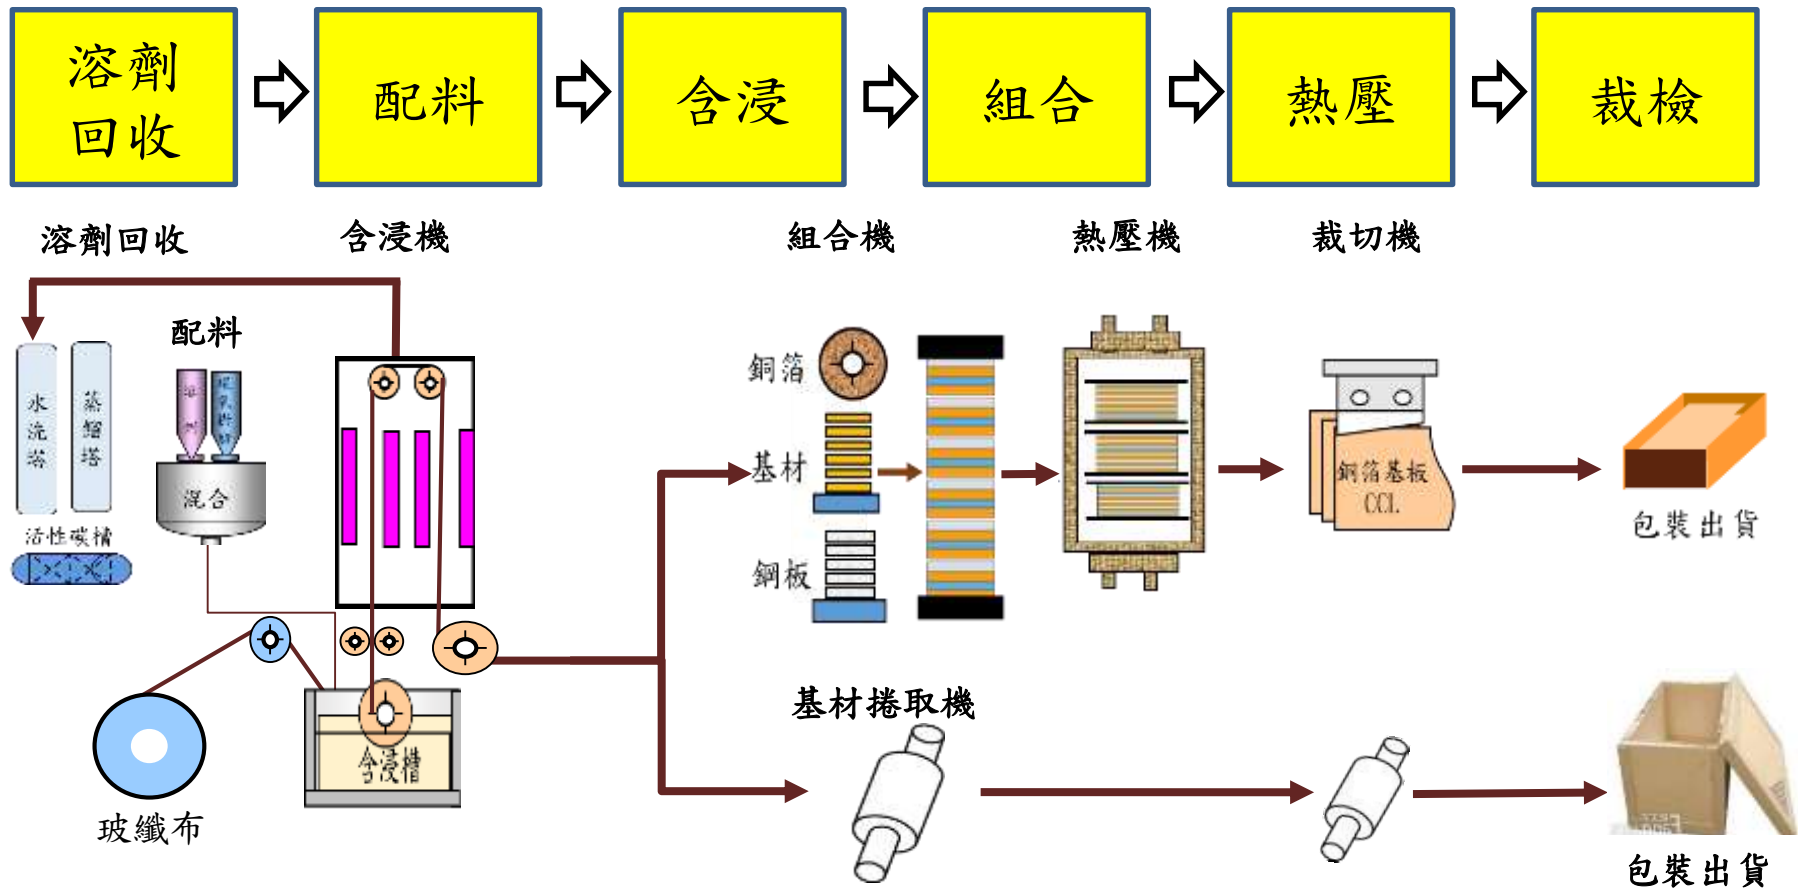 溶劑
回收
配料
含浸
組合
熱壓
裁檢
溶劑回收
含浸機
組合機
熱壓機
裁切機
配料
水洗塔
蒸餾塔
混合
活性碳槽
銅箔
基材
鋼板
銅箔基板
CCL
包裝出貨
含浸槽
玻纖布
基材捲取機
包裝出貨